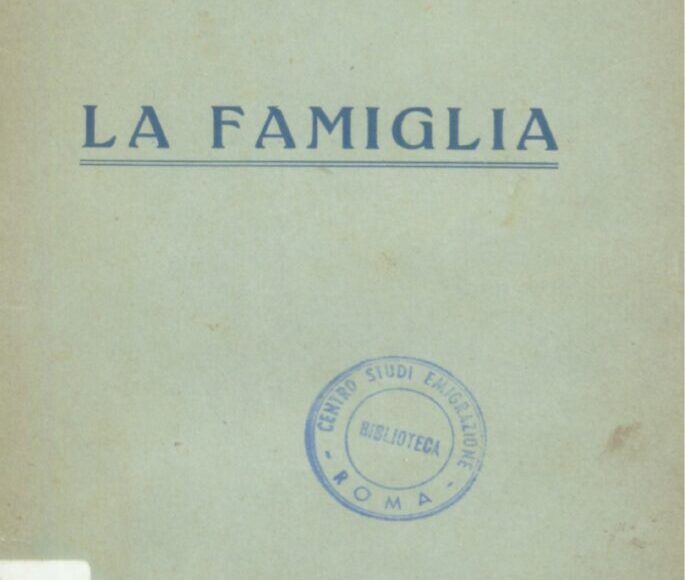 LA FAMIGLIA
CENTRO STUDI EMIGRAZIONE
BIBLIOTECA
- ROMA -